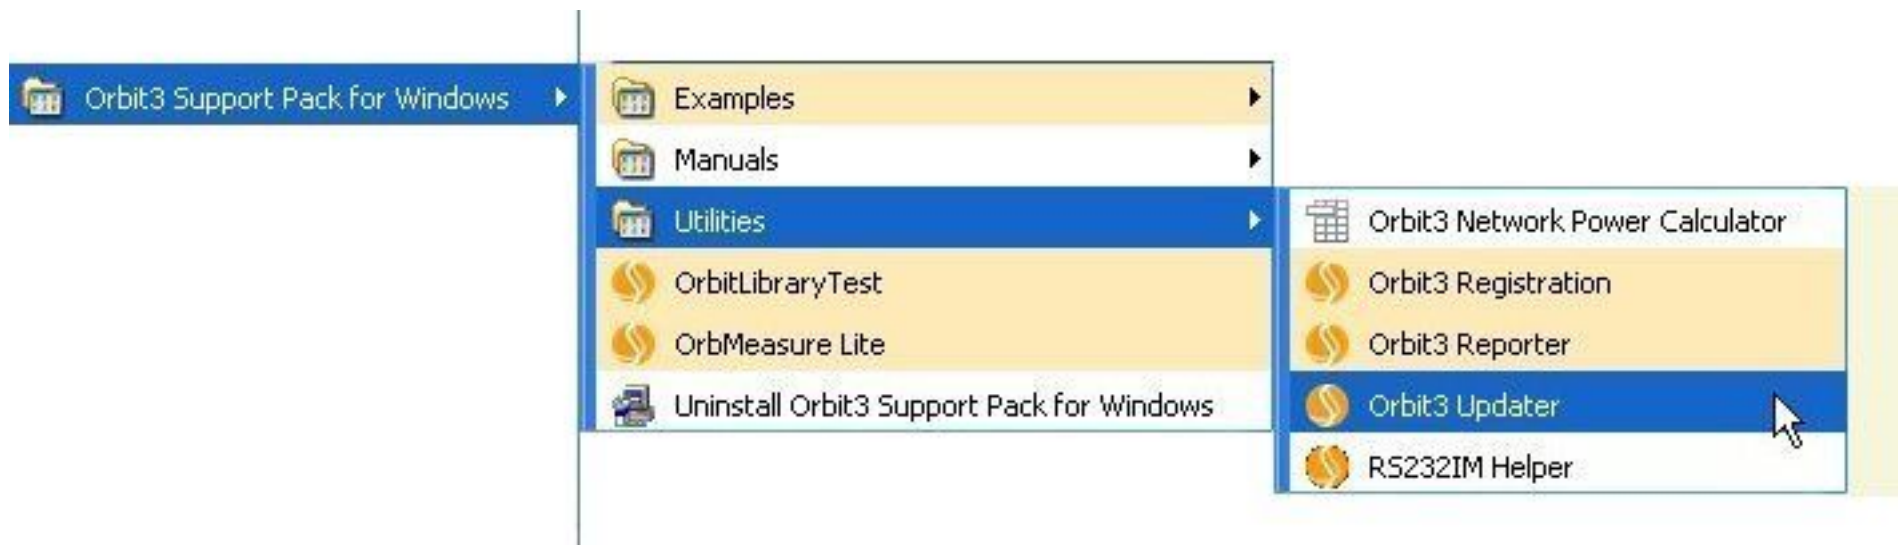 Orbit3 Support Pack for Windows
Examples
Manuals
Utilities
OrbitLibraryTest
OrbMeasure Lite
Uninstall Orbit3 Support Pack for Windows
Orbit3 Network Power Calculator
Orbit3 Registration
Orbit3 Reporter
Orbit3 Updater
RS232IM Helper